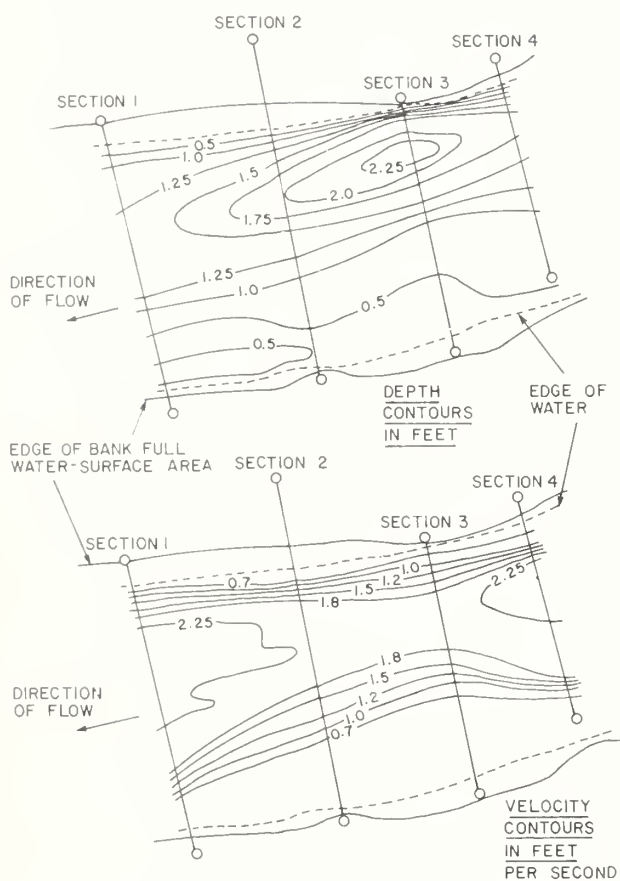 SECTION 2
SECTION 4
SECTION 3
SECTION 1
0.5
1.0
1.25
1.5
2.25
2.0
1.75
1.25
1.0
DIRECTION
OF FLOW
0.5
0.5
DEPTH
CONTOURS
IN FEET
EDGE OF
WATER
EDGE OF BANK FULL
WATER-SURFACE AREA
SECTION 2
SECTION 4
SECTION 3
SECTION 1
0.7
1.0
1.2
1.5
1.8
2.25
2.25
1.8
1.5
1.2
1.0
0.7
DIRECTION
OF FLOW
VELOCITY
CONTOURS
IN FEET
PER SECOND